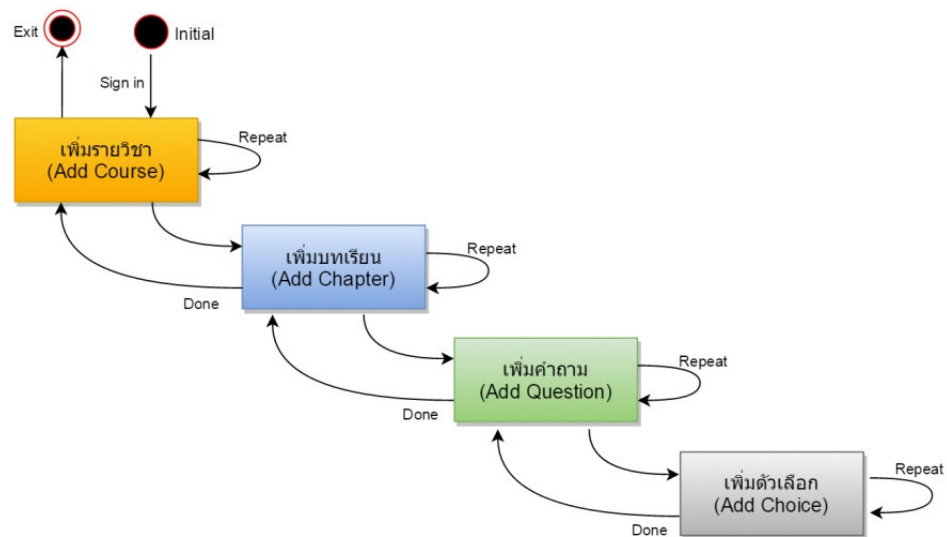 Exit
Initial
Sign in
เพิ่มรายวิชา
(Add Course)
Repeat
เพิ่มบทเรียน
(Add Chapter)
Repeat
Done
เพิ่มคำถาม
(Add Question)
Repeat
Done
เพิ่มตัวเลือก
(Add Choice)
Repeat
Done